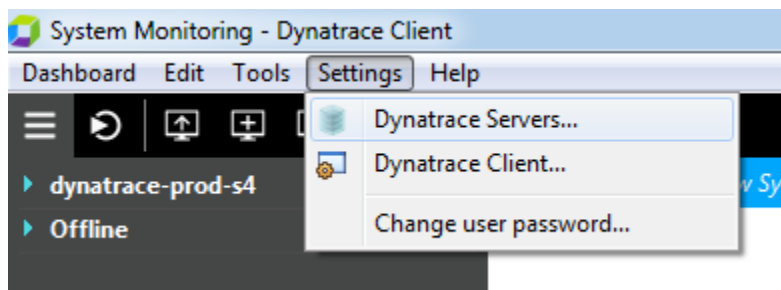 System Monitoring - Dynatrace Client
Dashboard Edit Tools Settings Help
Dynatrace Servers...
Dynatrace Client...
dynatrace-prod-s4
Offline
Change user password...